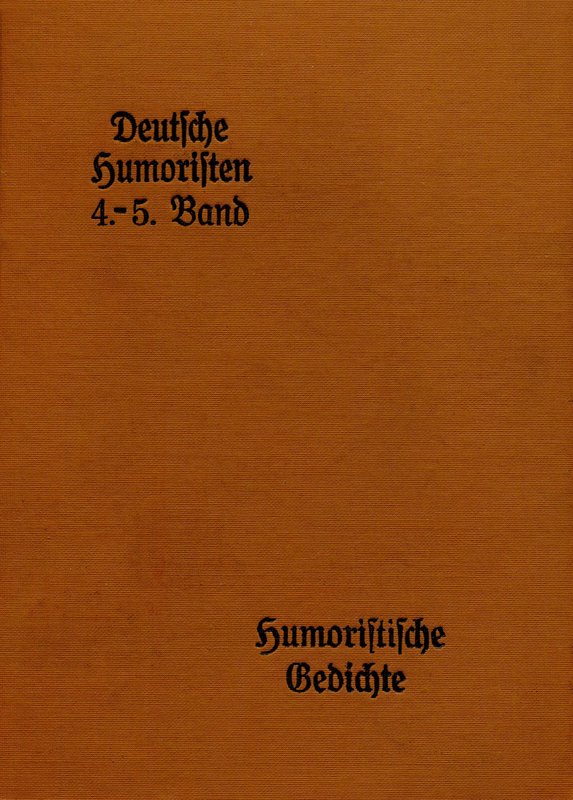 Deutſche
Humoriſten
4.-5. Band
Humoriſtiſche
Gedichte